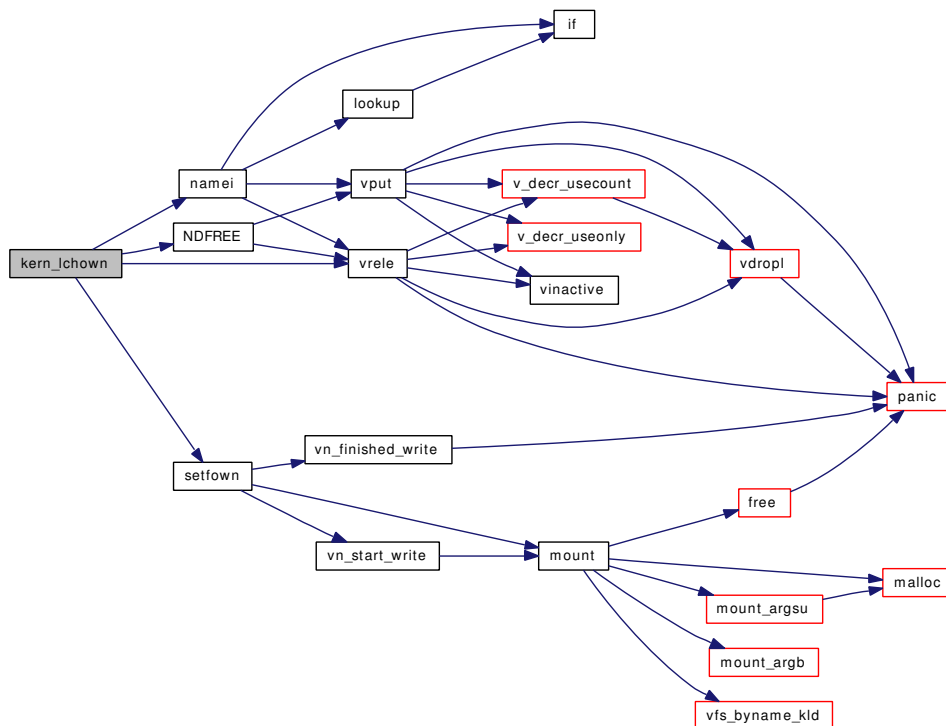 if
lookup
namei
vput
v_decr_usecount
NDFREE
v_decr_useonly
kern_lchown
vrele
vdropl
vinactive
panic
vn_finished_write
setfown
free
vn_start_write
mount
malloc
mount_argsu
mount_argb
vfs_byname_kld